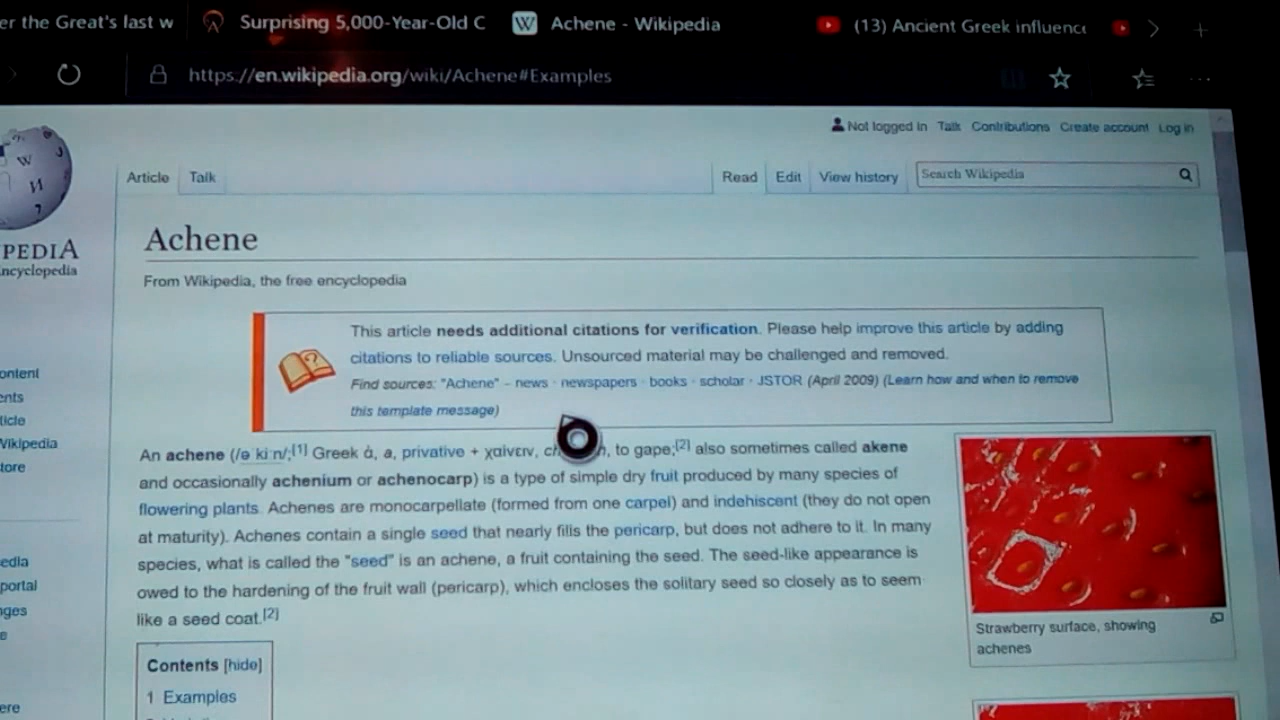 er the Great's last w
Surprising 5,000-Year-Old C
Achene - Wikipedia
(13) Ancient Greek influenc
https://en.wikipedia.org/wiki/Achene#Examples
Not logged in Talk Contributions Create account Log in
Article Talk
Read Edit View history
Search Wikipedia
W
PEDIA
ncyclopedia
Achene
From Wikipedia, the free encyclopedia
This article needs additional citations for verification. Please help improve this article by adding
citations to reliable sources. Unsourced material may be challenged and removed.
Find sources: "Achene" – news · newspapers · books · scholar · JSTOR (April 2009) (Learn how and when to remove
this template message)
ontent
ents
ticle
Wikipedia
tore
An achene (/ə ki n/;[1] Greek ἀ, a, privative + χαίνειν, to gape;[2] also sometimes called akene
and occasionally achenium or achenocarp) is a type of simple dry fruit produced by many species of
flowering plants. Achenes are monocarpellate (formed from one carpel) and indehiscent (they do not open
at maturity). Achenes contain a single seed that nearly fills the pericarp, but does not adhere to it. In many
species, what is called the "seed" is an achene, a fruit containing the seed. The seed-like appearance is
owed to the hardening of the fruit wall (pericarp), which encloses the solitary seed so closely as to seem
like a seed coat.[2]
Strawberry surface, showing
achenes
edia
portal
nges
e
ere
Contents [hide]
1 Examples